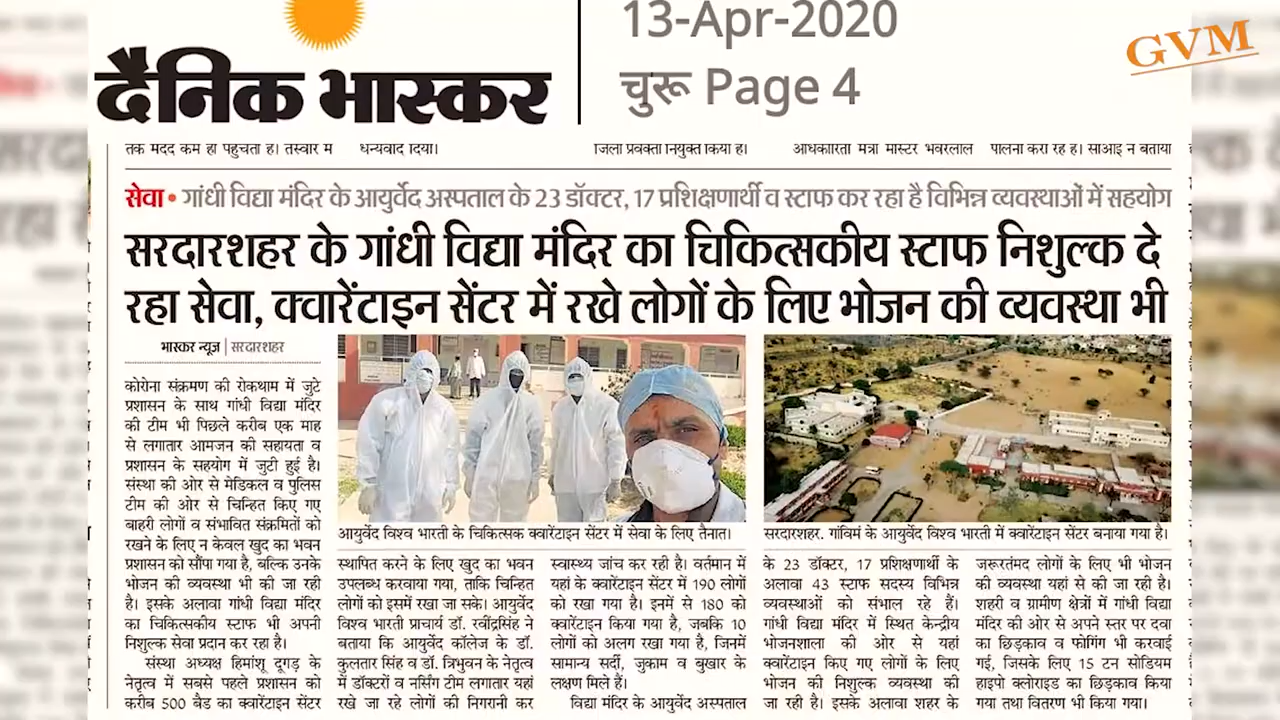 दैनिक भास्कर
13-Apr-2020
चुरू Page 4
GVM
तक मदद कम हो पहुंचता है। तस्वीर में
धन्यवाद दिया।
जिला प्रवक्ता नियुक्त किया है।
मास्टर भंवरलाल
सेवा • गांधी विद्या मंदिर के आयुर्वेद अस्पताल के 23 डॉक्टर, 17 प्रशिक्षणार्थी व स्टाफ कर रहा है विभिन्न व्यवस्थाओं में सहयोग
सरदारशहर के गांधी विद्या मंदिर का चिकित्सकीय स्टाफ निशुल्क दे
रहा सेवा, क्वारेंटाइन सेंटर में रखे लोगों के लिए भोजन की व्यवस्था भी
भास्कर न्यूज | सरदारशहर
कोरोना संक्रमण की रोकथाम में जुटे
प्रशासन के साथ गांधी विद्या मंदिर
की टीम भी पिछले करीब एक माह
से लगातार आमजन की सहायता व
प्रशासन के सहयोग में जुटी हुई है।
संस्था की ओर से मेडिकल व पुलिस
टीम की ओर से चिन्हित किए गए
बाहरी लोगों व संभावित संक्रमितों को
रखने के लिए न केवल खुद का भवन
प्रशासन को सौंपा गया है, बल्कि उनके
भोजन की व्यवस्था भी की जा रही
है। इसके अलावा गांधी विद्या मंदिर
का चिकित्सकीय स्टाफ भी अपनी
निशुल्क सेवा प्रदान कर रहा है।
संस्था अध्यक्ष हिमांशू दूगड़ के
नेतृत्व में सबसे पहले प्रशासन को
करीब 500 बैड का क्वारेंटाइन सेंटर
आयुर्वेद विश्व भारती के चिकित्सक क्वारेंटाइन सेंटर में सेवा के लिए तैनात।
स्थापित करने के लिए खुद का भवन
उपलब्ध करवाया गया, ताकि चिन्हित
लोगों को इसमें रखा जा सके। आयुर्वेद
विश्व भारती प्राचार्य डॉ. रवींद्रसिंह ने
बताया कि आयुर्वेद कॉलेज के डॉ.
कुलतार सिंह व डॉ. त्रिभुवन के नेतृत्व
में डॉक्टरों व नर्सिंग टीम लगातार यहां
रखे जा रहे लोगों की निगरानी कर
स्वास्थ्य जांच कर रही है। वर्तमान में
यहां के क्वारेंटाइन सेंटर में 190 लोगों
को रखा गया है। इनमें से 180 को
क्वारेंटाइन किया गया है, जबकि 10
लोगों को अलग रखा गया है, जिनमें
सामान्य सर्दी, जुकाम व बुखार के
लक्षण मिले हैं।
विद्या मंदिर के आयुर्वेद अस्पताल
सरदारशहर. गांविमं के आयुर्वेद विश्व भारती में क्वारेंटाइन सेंटर बनाया गया है।
के 23 डॉक्टर, 17 प्रशिक्षणार्थी के
अलावा 43 स्टाफ सदस्य विभिन्न
व्यवस्थाओं को संभाल रहे हैं।
गांधी विद्या मंदिर में स्थित केन्द्रीय
भोजनशाला की ओर से यहां
क्वारेंटाइन किए गए लोगों के लिए
भोजन की निशुल्क व्यवस्था की
जा रही है। इसके अलावा शहर के
जरूरतमंद लोगों के लिए भी भोजन
की व्यवस्था यहां से की जा रही है।
शहरी व ग्रामीण क्षेत्रों में गांधी विद्या
मंदिर की ओर से अपने स्तर पर दवा
का छिड़काव व फोगिंग भी करवाई
गई, जिसके लिए 15 टन सोडियम
हाइपो क्लोराइड का छिड़काव किया
गया तथा वितरण भी किया गया।